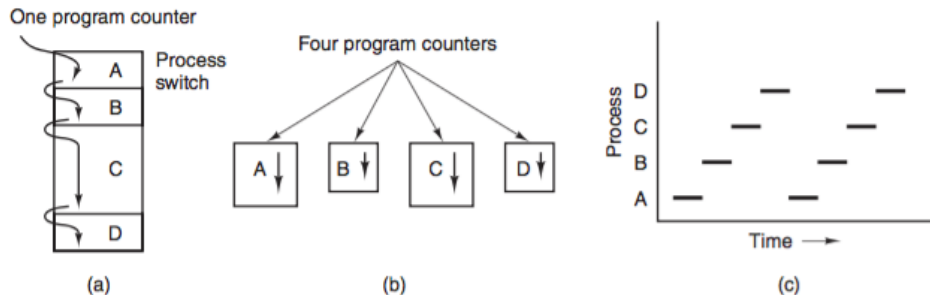 One program counter
Process
switch
A
B
C
D
(a)
Four program counters
A
B
C
D
(b)
Process
D
C
B
A
Time
(c)